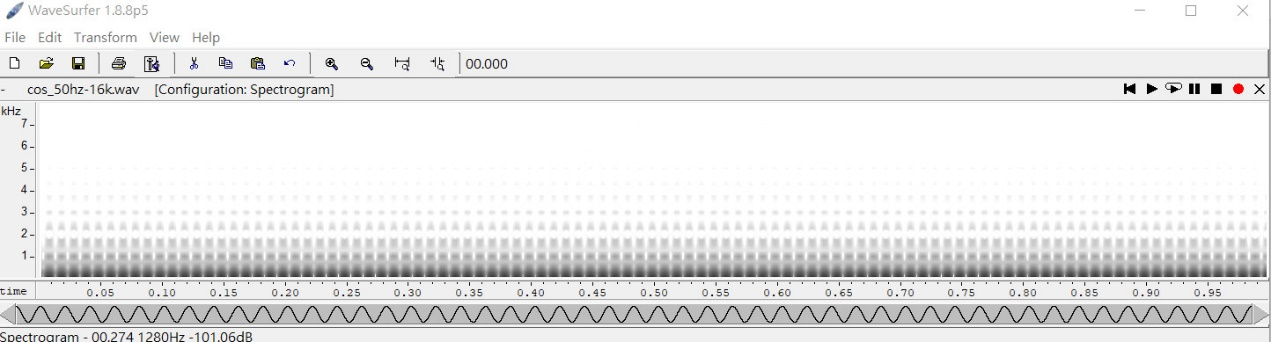 WaveSurfer 1.8.8p5
File Edit Transform View Help
00.000
- cos_50hz-16k.wav [Configuration: Spectrogram]
kHz
7
6
5
4
3
2
1
time 0.05 0.10 0.15 0.20 0.25 0.30 0.35 0.40 0.45 0.50 0.55 0.60 0.65 0.70 0.75 0.80 0.85 0.90 0.95
Spectrogram - 00.274 1280Hz -101.06dB